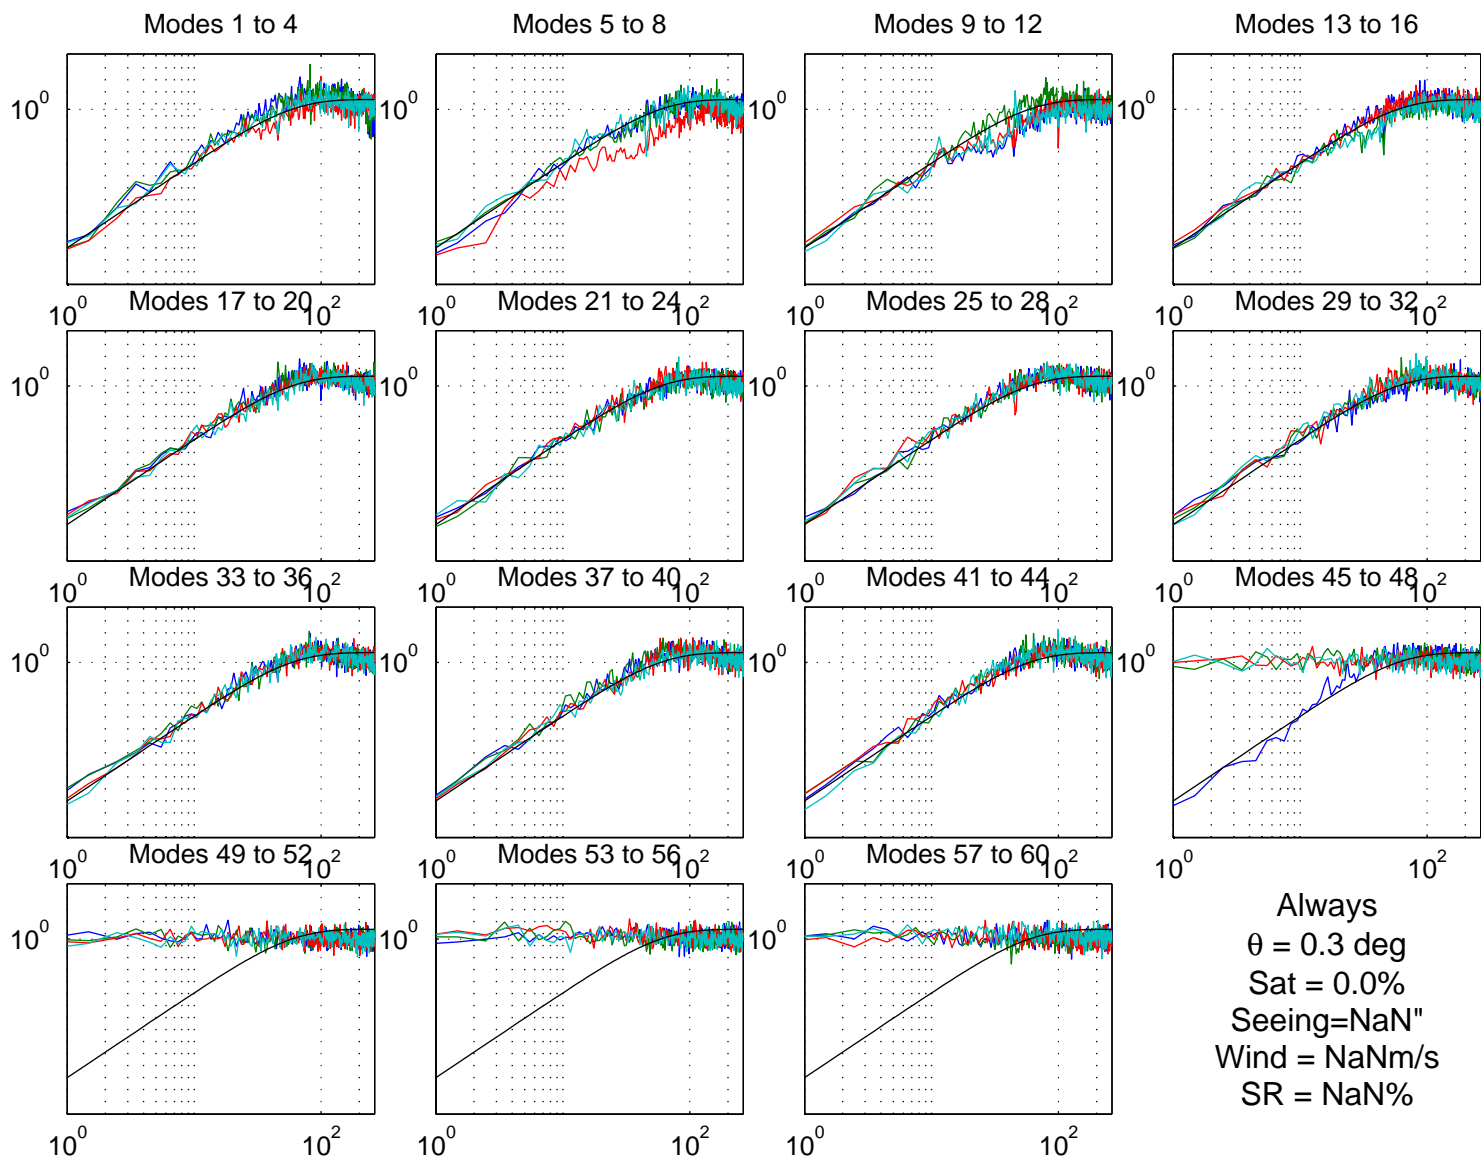 Modes 1 to 4
Modes 5 to 8
Modes 9 to 12
Modes 13 to 16
10^0
10^0
10^0
10^0
10^0
10^2
10^0
10^2
10^0
10^2
10^0
10^2
Modes 17 to 20
Modes 21 to 24
Modes 25 to 28
Modes 29 to 32
10^0
10^0
10^0
10^0
10^0
10^2
10^0
10^2
10^0
10^2
10^0
10^2
Modes 33 to 36
Modes 37 to 40
Modes 41 to 44
Modes 45 to 48
10^0
10^0
10^0
10^0
10^0
10^2
10^0
10^2
10^0
10^2
10^0
10^2
Modes 49 to 52
Modes 53 to 56
Modes 57 to 60
10^0
10^0
10^0
10^0
10^2
10^0
10^2
10^0
10^2
Always
θ = 0.3 deg
Sat = 0.0%
Seeing=NaN"
Wind = NaNm/s
SR = NaN%